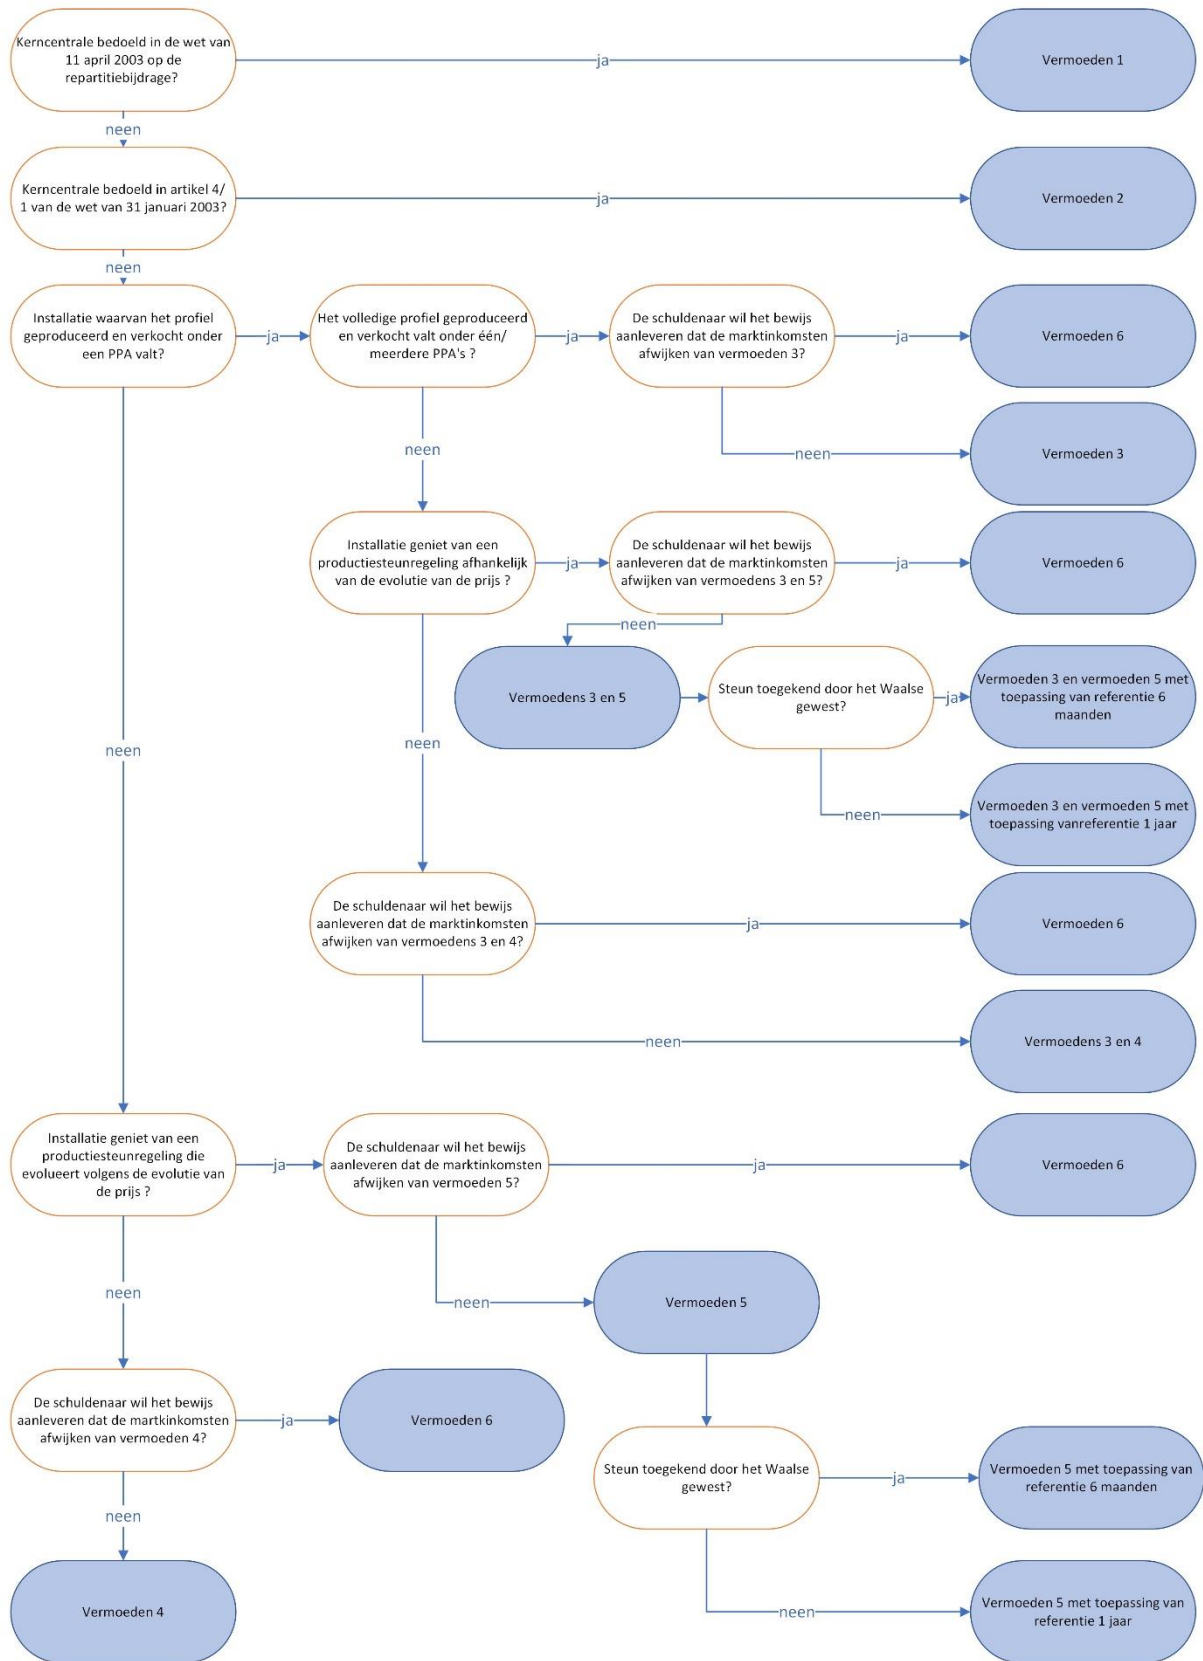 Kerncentrale bedoeld in de wet van
11 april 2003 op de
repartitiebijdrage?
ja
Vermoeden 1
neen
Kerncentrale bedoeld in artikel 4/
1 van de wet van 31 januari 2003?
ja
Vermoeden 2
neen
Installatie waarvan het profiel
geproduceerd en verkocht onder
een PPA valt?
ja
Het volledige profiel geproduceerd
en verkocht valt onder één/
meerdere PPA's ?
ja
De schuldenaar wil het bewijs
aanleveren dat de marktinkomsten
afwijken van vermoeden 3?
ja
Vermoeden 6
neen
Vermoeden 3
neen
Installatie geniet van een
productiesteunregeling afhankelijk
van de evolutie van de prijs ?
ja
De schuldenaar wil het bewijs
aanleveren dat de marktinkomsten
afwijken van vermoedens 3 en 5?
ja
Vermoeden 6
neen
Vermoedens 3 en 5
Steun toegekend door het Waalse
gewest?
ja
Vermoeden 3 en vermoeden 5 met
toepassing van referentie 6
maanden
neen
Vermoeden 3 en vermoeden 5 met
toepassing vanreferentie 1 jaar
neen
neen
De schuldenaar wil het bewijs
aanleveren dat de marktinkomsten
afwijken van vermoedens 3 en 4?
ja
Vermoeden 6
neen
Vermoedens 3 en 4
Installatie geniet van een
productiesteunregeling die
evolueert volgens de evolutie van
de prijs ?
ja
De schuldenaar wil het bewijs
aanleveren dat de marktinkomsten
afwijken van vermoeden 5?
ja
Vermoeden 6
neen
neen
Vermoeden 5
De schuldenaar wil het bewijs
aanleveren dat de martkinkomsten
afwijken van vermoeden 4?
ja
Vermoeden 6
Steun toegekend door het Waalse
gewest?
ja
Vermoeden 5 met toepassing van
referentie 6 maanden
neen
Vermoeden 4
neen
Vermoeden 5 met toepassing van
referentie 1 jaar